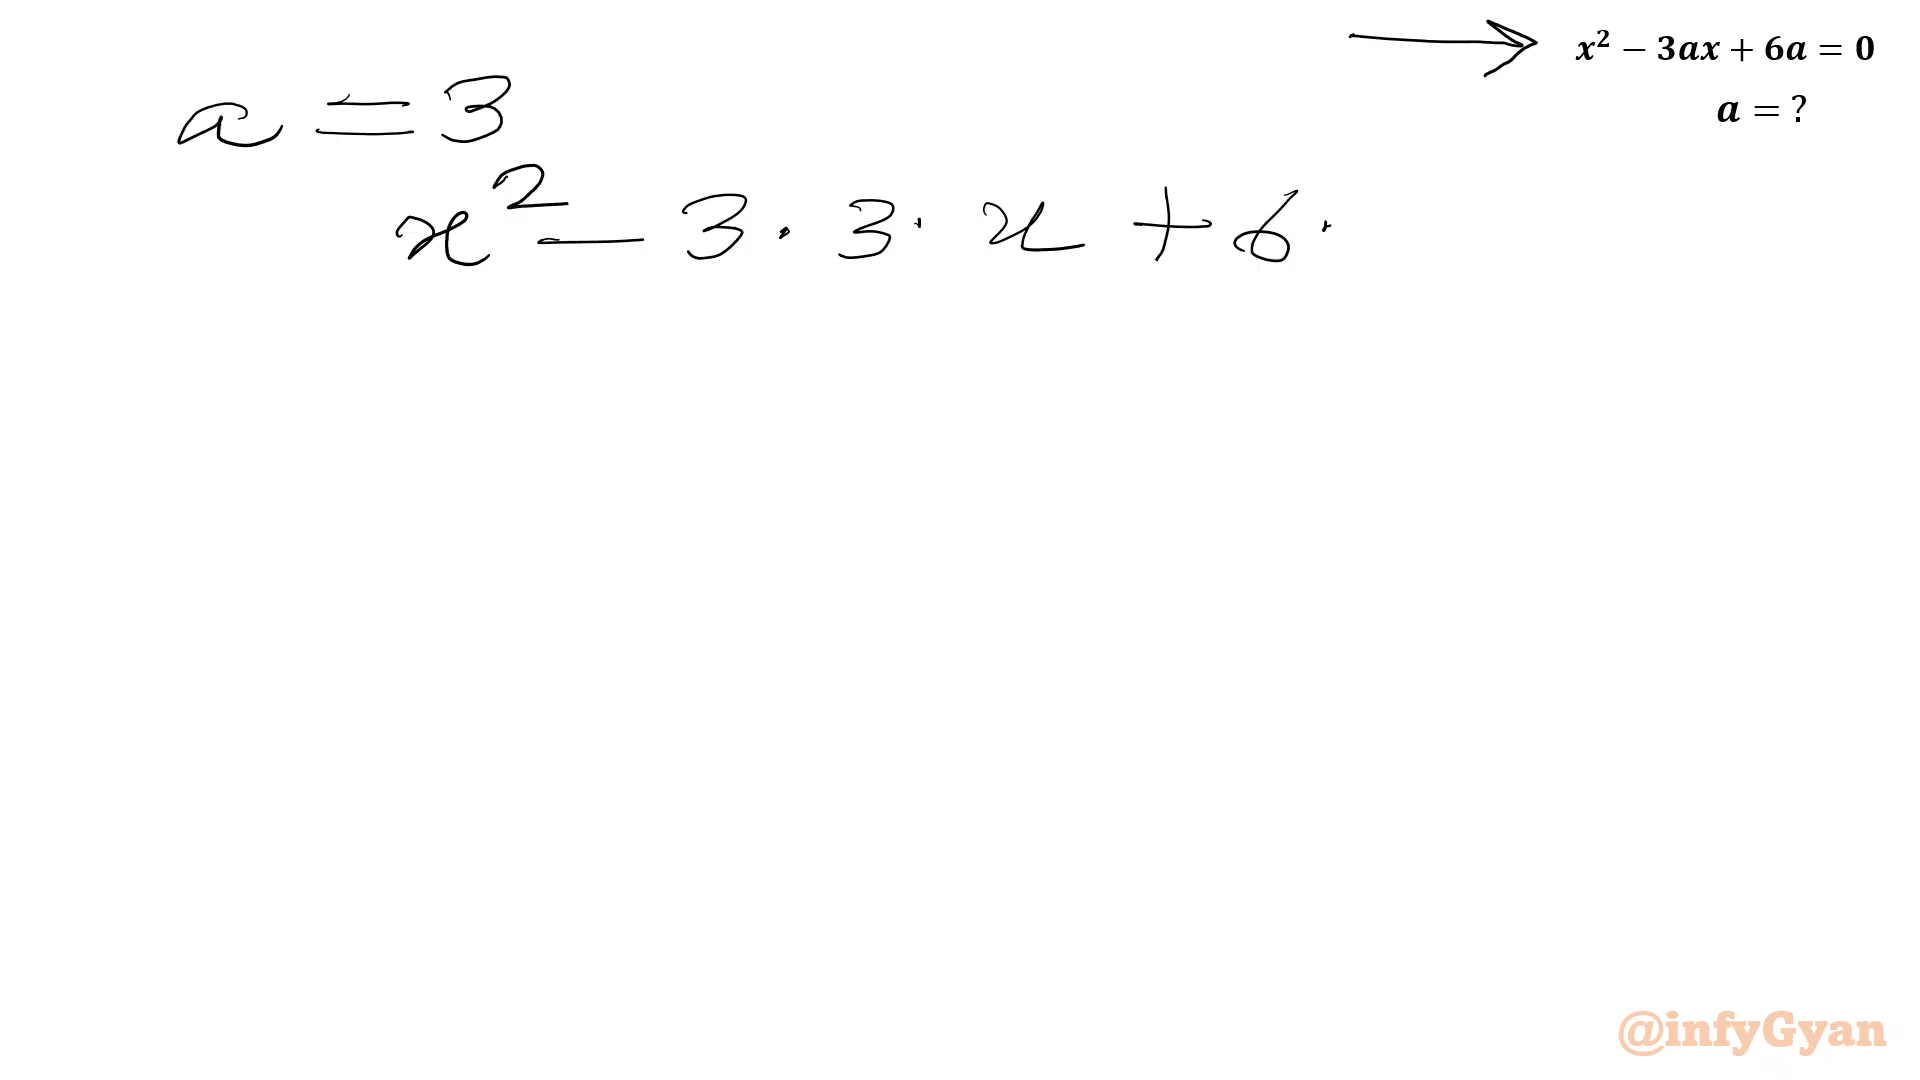 x² − 3ax + 6a = 0
a = ?
a = 3
x² − 3 · 3 · x + 6 ·
@infyGyan